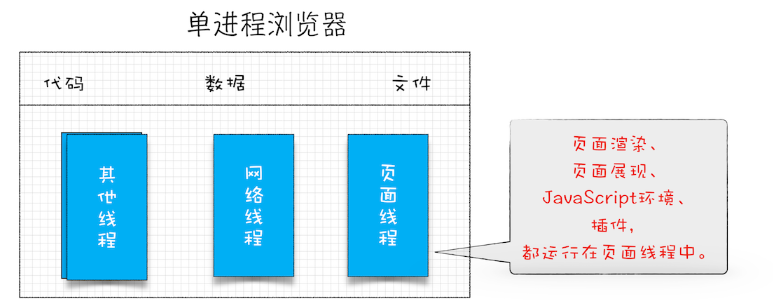 单进程浏览器
代码 数据 文件
其他线程
网络线程
页面线程
页面渲染、
页面展现、
JavaScript环境、
插件，
都运行在页面线程中。